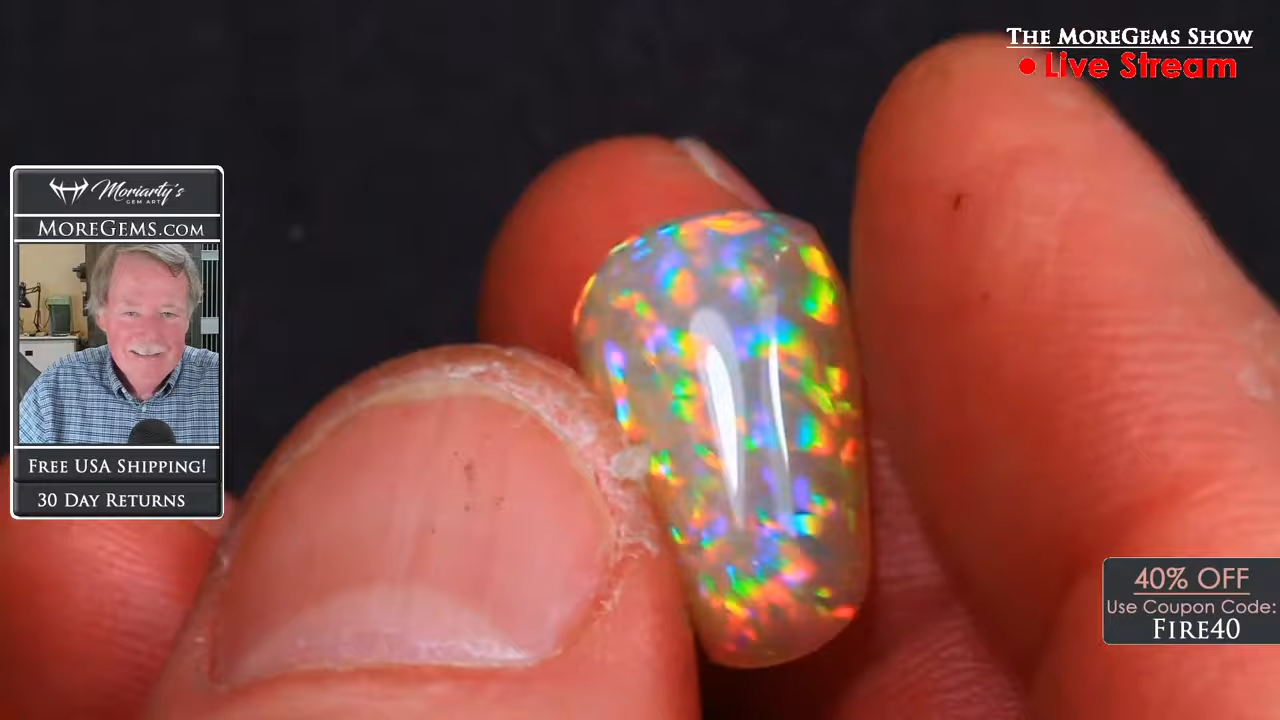 THE MOREGEMS SHOW
Live Stream
Moriarty's
GEM ART
MOREGEMS.COM
FREE USA SHIPPING!
30 DAY RETURNS
40% OFF
Use Coupon Code:
FIRE40